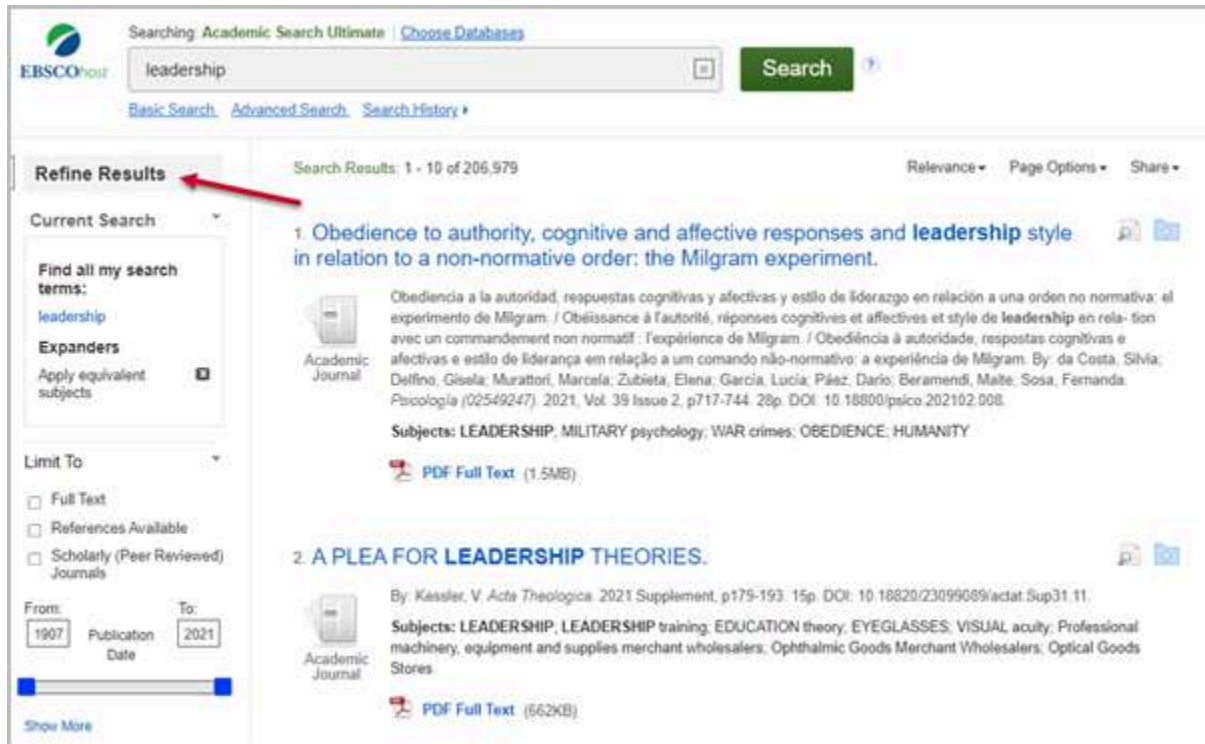 Searching: Academic Search Ultimate | Choose Databases
EBSCOhost
leadership
Search
Basic Search Advanced Search Search History
Refine Results
Current Search
Find all my search
terms:
leadership
Expanders
Apply equivalent
subjects
Limit To
Full Text
References Available
Scholarly (Peer Reviewed)
Journals
From: To:
1907 Publication 2021
Date
Show More
Search Results: 1 - 10 of 206,979
Relevance Page Options Share
1. Obedience to authority, cognitive and affective responses and leadership style
in relation to a non-normative order: the Milgram experiment.
Academic
Journal
Obediencia a la autoridad, respuestas cognitivas y afectivas y estilo de liderazgo en relación a una orden no normativa: el
experimento de Milgram. / Obéissance à l'autorité, réponses cognitives et affectives et style de leadership en rela- tion
avec un commandement non normatif : l'expérience de Milgram. / Obediência à autoridade, respostas cognitivas e
afectivas e estilo de liderança em relação a um comando não-normativo: a experiência de Milgram. By: da Costa, Silvia;
Delfino, Gisela; Murattori, Marcela; Zubieta, Elena; García, Lucía; Páez, Darío; Beramendi, Maite; Sosa, Fernanda.
Psicología (02549247). 2021, Vol. 39 Issue 2, p717-744. 28p. DOI: 10.18800/psico.202102.008.
Subjects: LEADERSHIP; MILITARY psychology; WAR crimes; OBEDIENCE; HUMANITY
PDF Full Text (1.5MB)
2. A PLEA FOR LEADERSHIP THEORIES.
Academic
Journal
By: Kessler, V. Acta Theologica. 2021 Supplement, p179-193. 15p. DOI: 10.18820/23099089/actat.Sup31.11.
Subjects: LEADERSHIP; LEADERSHIP training; EDUCATION theory; EYEGLASSES; VISUAL acuity; Professional
machinery, equipment and supplies merchant wholesalers; Ophthalmic Goods Merchant Wholesalers; Optical Goods
Stores
PDF Full Text (662KB)